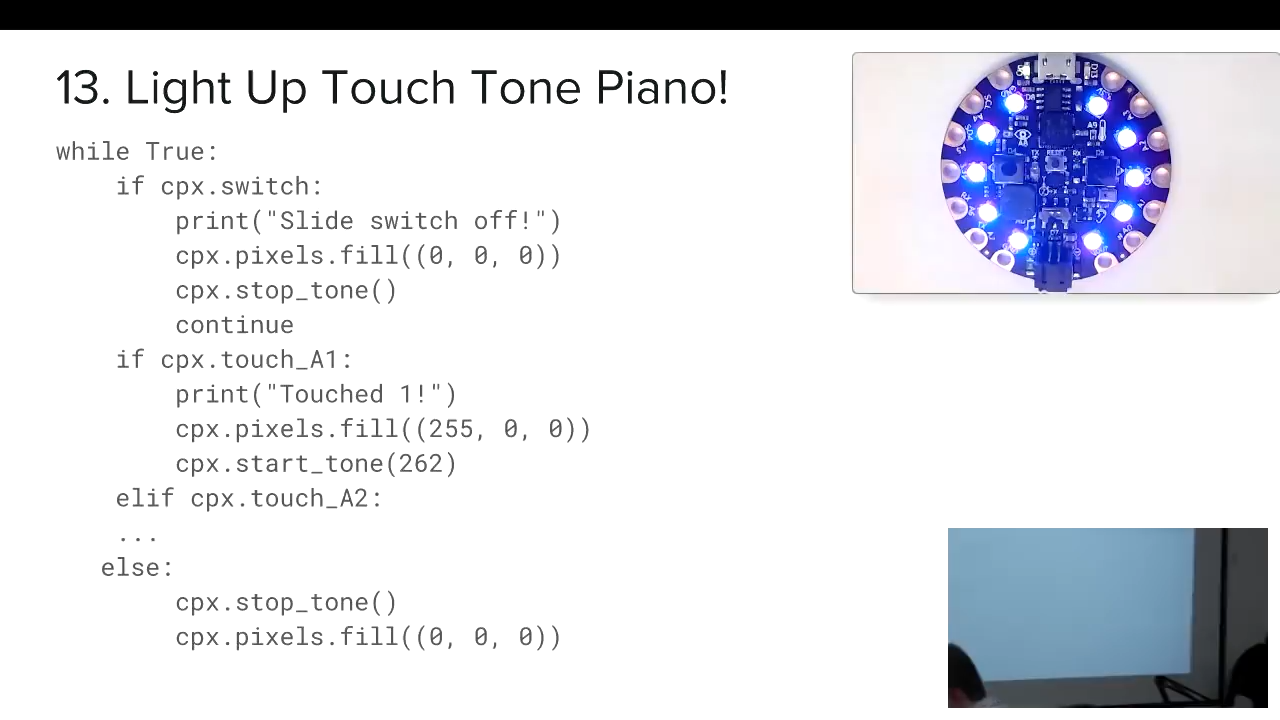 13. Light Up Touch Tone Piano!
while True:
if cpx.switch:
print("Slide switch off!")
cpx.pixels.fill((0, 0, 0))
cpx.stop_tone()
continue
if cpx.touch_A1:
print("Touched 1!")
cpx.pixels.fill((255, 0, 0))
cpx.start_tone(262)
elif cpx.touch_A2:
...
else:
cpx.stop_tone()
cpx.pixels.fill((0, 0, 0))